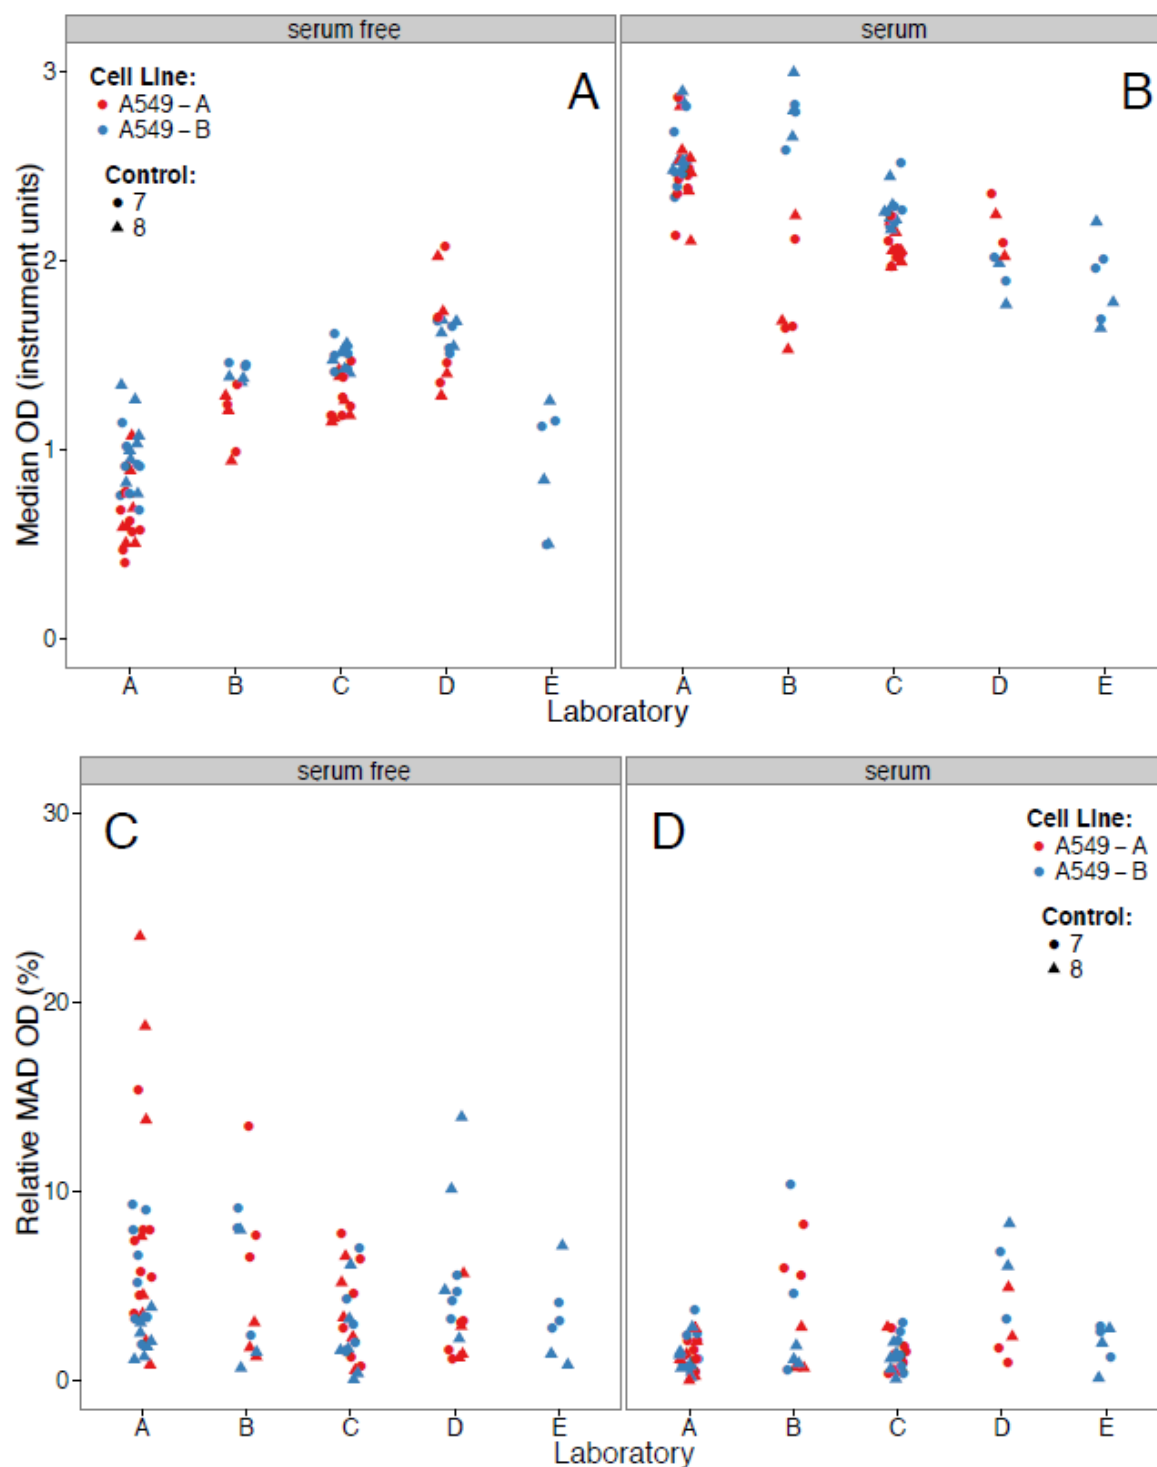 serum free
serum
Cell Line:
A549 – A
A549 – B
Control:
7
8
A
B
Median OD (instrument units)
3
2
1
0
A B C D E
A B C D E
Laboratory
serum free
serum
C
D
Cell Line:
A549 – A
A549 – B
Control:
7
8
Relative MAD OD (%)
30
20
10
0
A B C D E
A B C D E
Laboratory